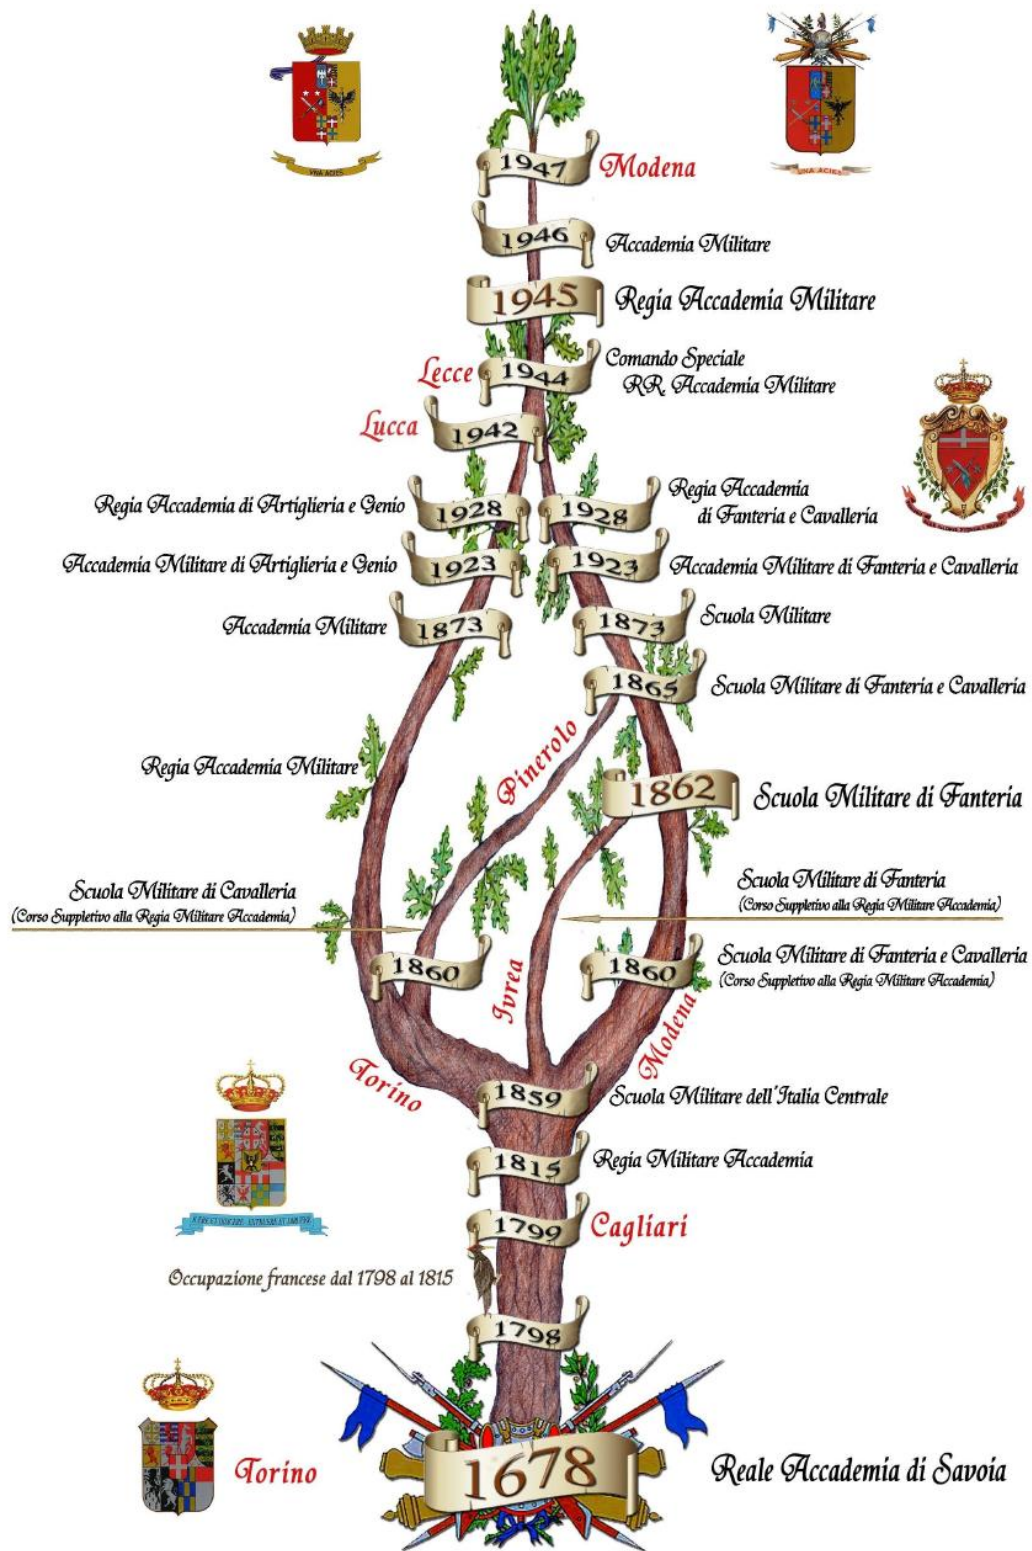 UNA ACIES
UNA ACIES
1947 Modena
1946 Accademia Militare
1945 Regia Accademia Militare
Lecce 1944 Comando Speciale
RR. Accademia Militare
Lucca 1942
Regia Accademia di Artiglieria e Genio 1928
1928 Regia Accademia
di Fanteria e Cavalleria
Accademia Militare di Artiglieria e Genio 1923
1923 Accademia Militare di Fanteria e Cavalleria
Accademia Militare 1873
1873 Scuola Militare
1865 Scuola Militare di Fanteria e Cavalleria
Pinerolo
Regia Accademia Militare
1862 Scuola Militare di Fanteria
Scuola Militare di Cavalleria
(Corso Suppletivo alla Regia Militare Accademia)
Scuola Militare di Fanteria
(Corso Suppletivo alla Regia Militare Accademia)
1860
1860 Scuola Militare di Fanteria e Cavalleria
(Corso Suppletivo alla Regia Militare Accademia)
Ivrea
Modena
Torino
1859 Scuola Militare dell'Italia Centrale
1815 Regia Militare Accademia
1799 Cagliari
Occupazione francese dal 1798 al 1815
1798
Torino 1678 Reale Accademia di Savoia